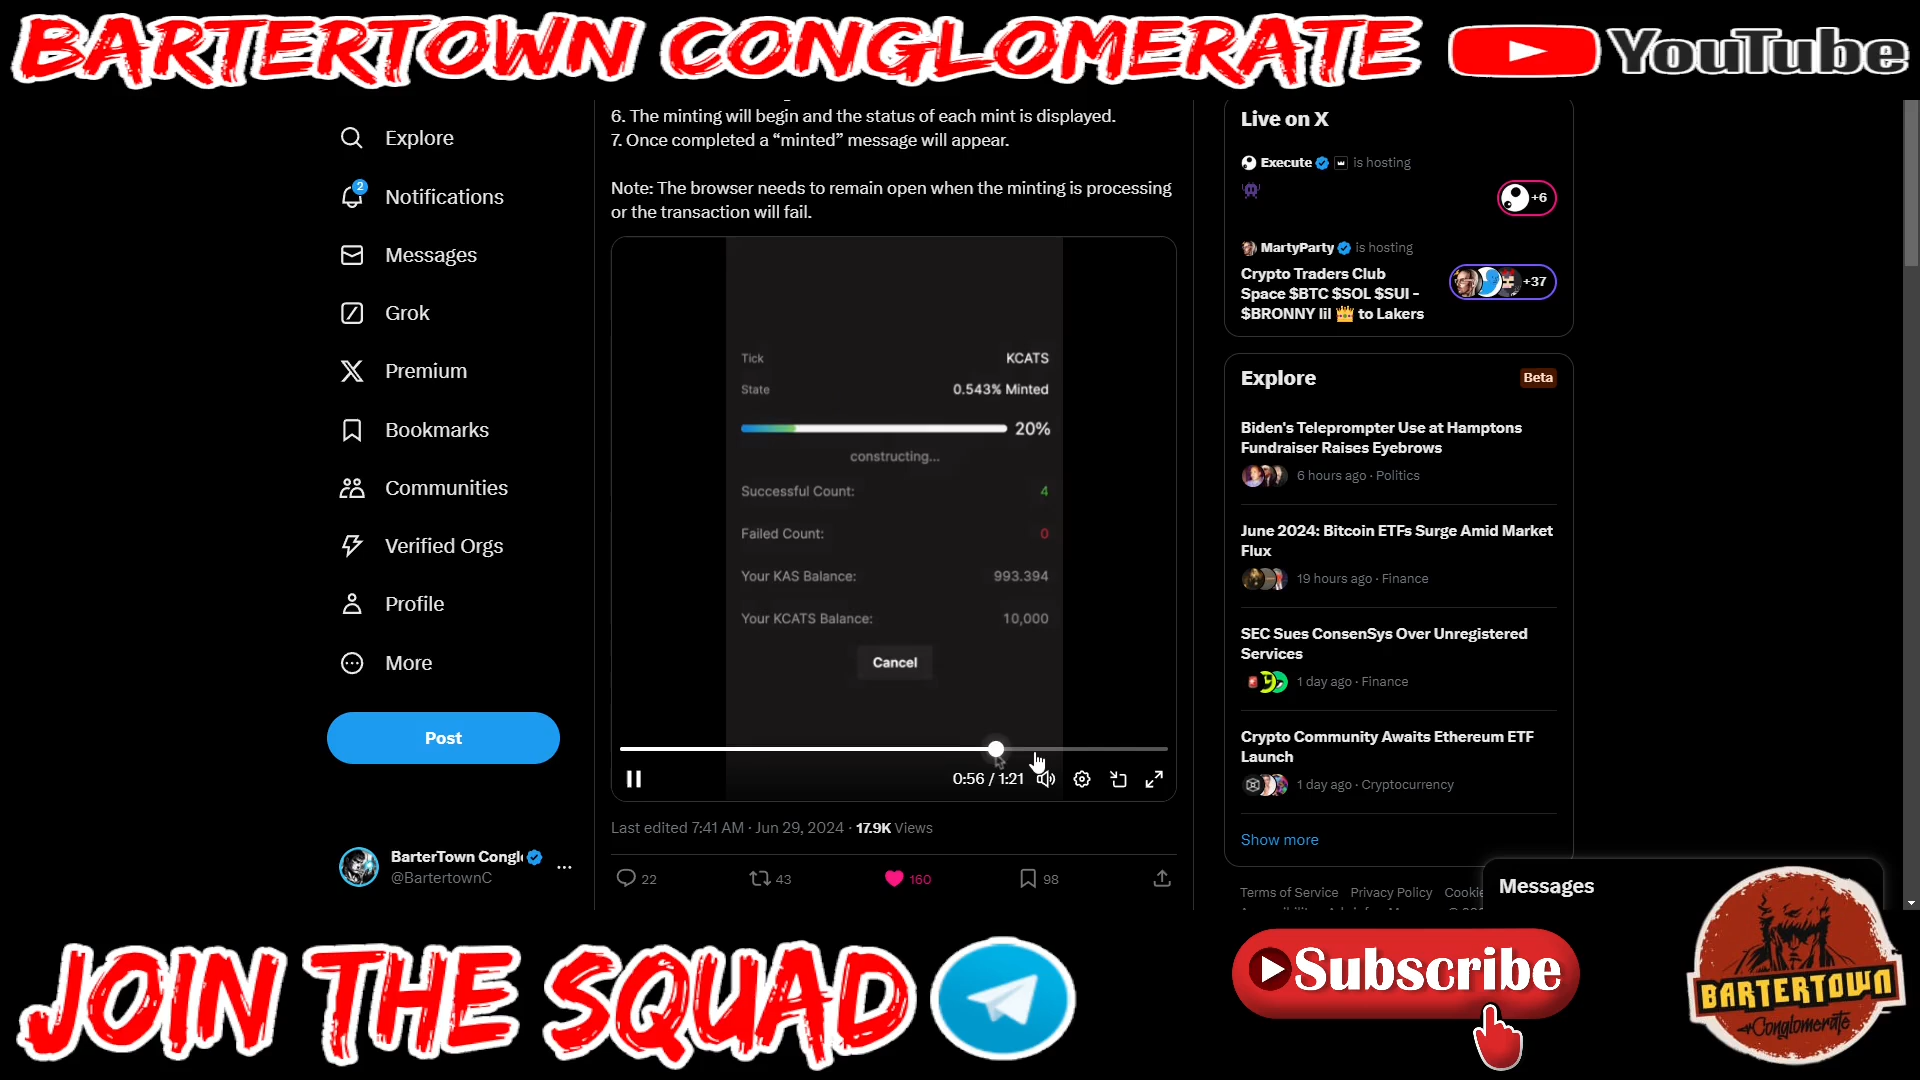 BARTERTOWN CONGLOMERATE YouTube
Explore
2
Notifications
Messages
Grok
Premium
Bookmarks
Communities
Verified Orgs
Profile
More
Post
BarterTown Congl
@BartertownC
6. The minting will begin and the status of each mint is displayed.
7. Once completed a “minted” message will appear.
Note: The browser needs to remain open when the minting is processing
or the transaction will fail.
Tick KCATS
State 0.543% Minted
20%
constructing...
Successful Count: 4
Failed Count: 0
Your KAS Balance: 993.394
Your KCATS Balance: 10,000
Cancel
0:56 / 1:21
Last edited 7:41 AM · Jun 29, 2024 · 17.9K Views
22 43 160 98
Live on X
Execute is hosting
+6
MartyParty is hosting
Crypto Traders Club
Space $BTC $SOL $SUI -
$BRONNY lil 👑 to Lakers
+37
Explore Beta
Biden's Teleprompter Use at Hamptons
Fundraiser Raises Eyebrows
6 hours ago · Politics
June 2024: Bitcoin ETFs Surge Amid Market
Flux
19 hours ago · Finance
SEC Sues ConsenSys Over Unregistered
Services
1 day ago · Finance
Crypto Community Awaits Ethereum ETF
Launch
1 day ago · Cryptocurrency
Show more
Terms of Service Privacy Policy Cookie
Messages
JOIN THE SQUAD
Subscribe
BARTERTOWN
Conglomerate